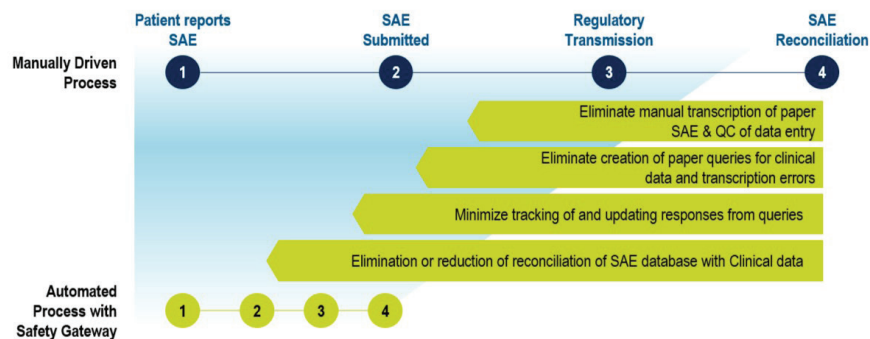 Patient reports
SAE
SAE
Submitted
Regulatory
Transmission
SAE
Reconciliation
Manually Driven
Process
1
2
3
4
Eliminate manual transcription of paper
SAE & QC of data entry
Eliminate creation of paper queries for clinical
data and transcription errors
Minimize tracking of and updating responses from queries
Elimination or reduction of reconciliation of SAE database with Clinical data
Automated
Process with
Safety Gateway
1
2
3
4